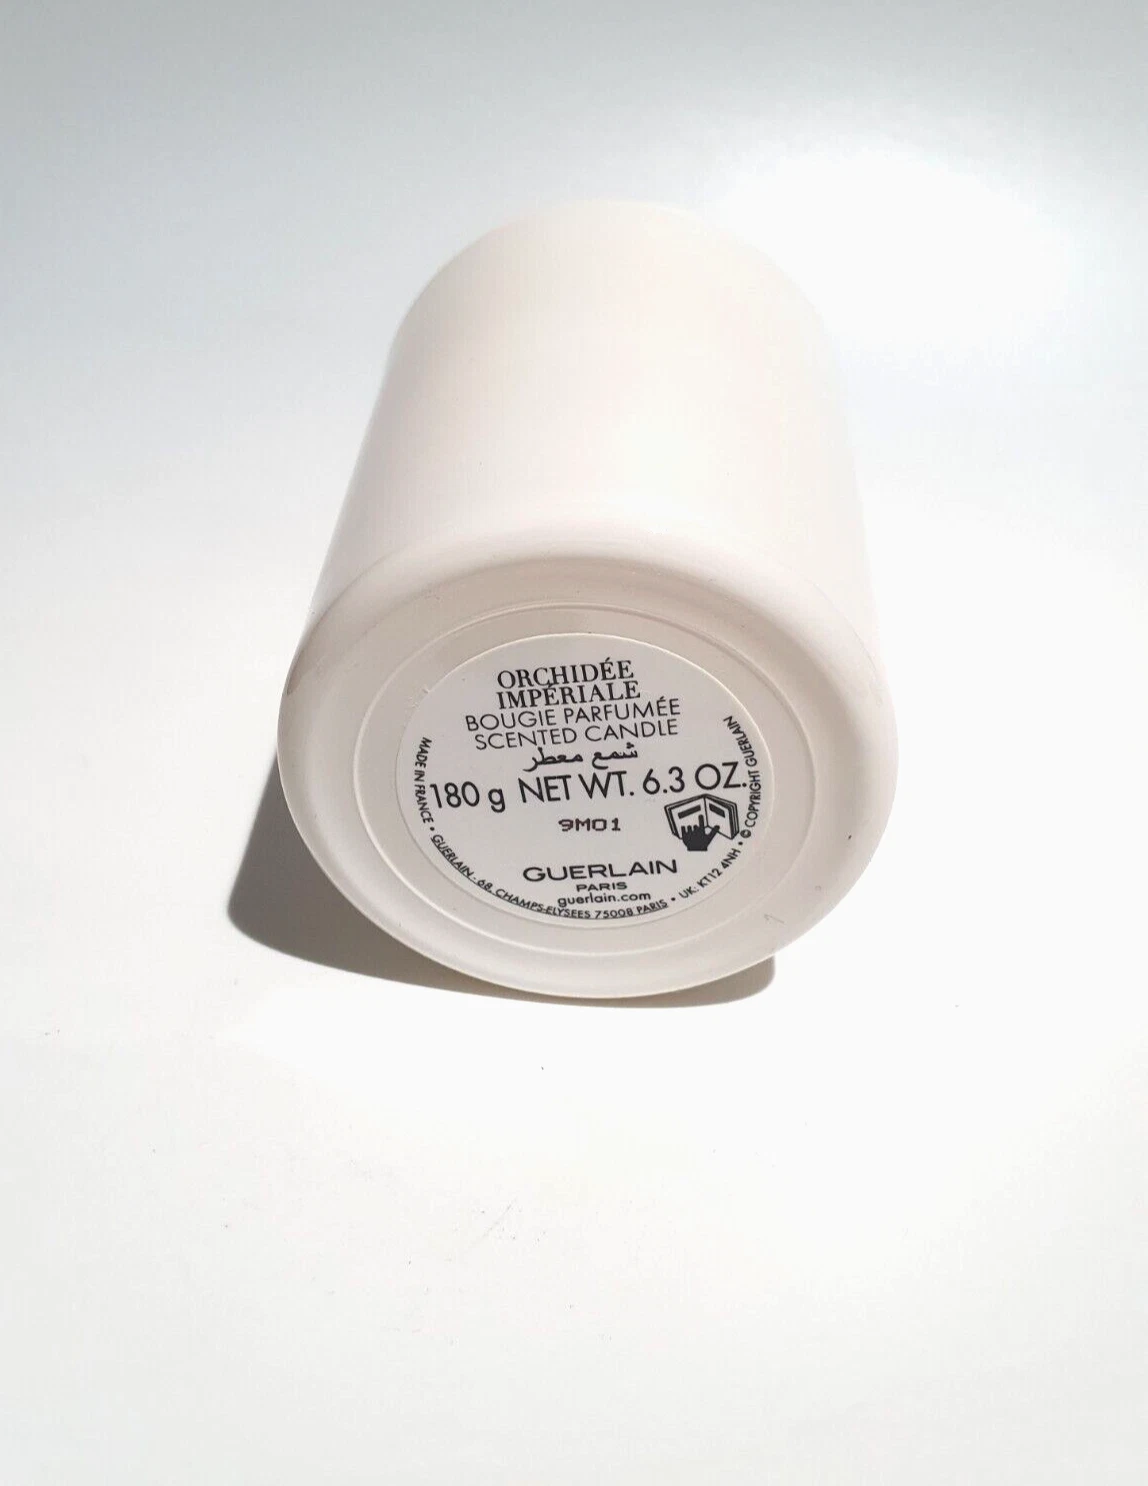 ORCHIDÉE
IMPÉRIALE
BOUGIE PARFUMÉE
SCENTED CANDLE
شمع معطر
180 g NET WT. 6.3 OZ.
9M01
GUERLAIN
PARIS
guerlain.com
MADE IN FRANCE • GUERLAIN - 68, CHAMPS-ELYSEES 75008 PARIS • UK: KT12 4NH • © COPYRIGHT GUERLAIN